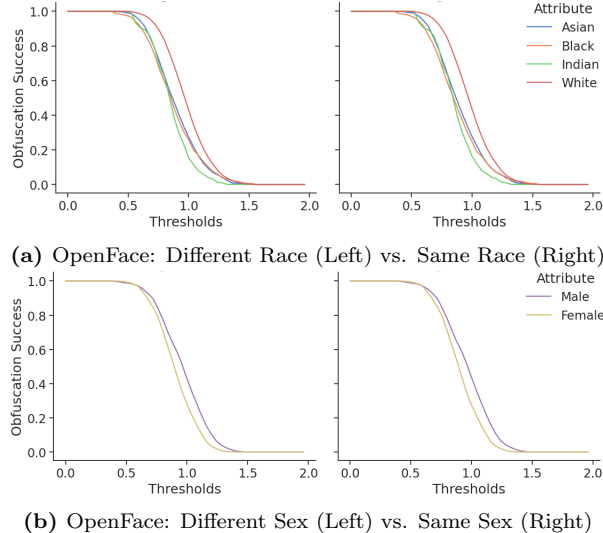 Attribute
Asian
Black
Indian
White
Obfuscation Success
1.0
0.8
0.6
0.4
0.2
0.0
0.0 0.5 1.0 1.5 2.0
Thresholds
0.0 0.5 1.0 1.5 2.0
Thresholds
(a) OpenFace: Different Race (Left) vs. Same Race (Right)
Attribute
Male
Female
Obfuscation Success
1.0
0.8
0.6
0.4
0.2
0.0
0.0 0.5 1.0 1.5 2.0
Thresholds
0.0 0.5 1.0 1.5 2.0
Thresholds
(b) OpenFace: Different Sex (Left) vs. Same Sex (Right)